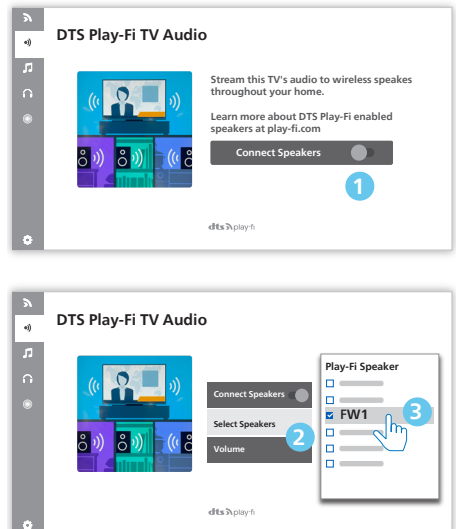 DTS Play-Fi TV Audio
Stream this TV's audio to wireless speakes
throughout your home.
Learn more about DTS Play-Fi enabled
speakers at play-fi.com
Connect Speakers
1
dts play-fi
DTS Play-Fi TV Audio
Connect Speakers
Select Speakers
2
Volume
Play-Fi Speaker
FW1
3
dts play-fi